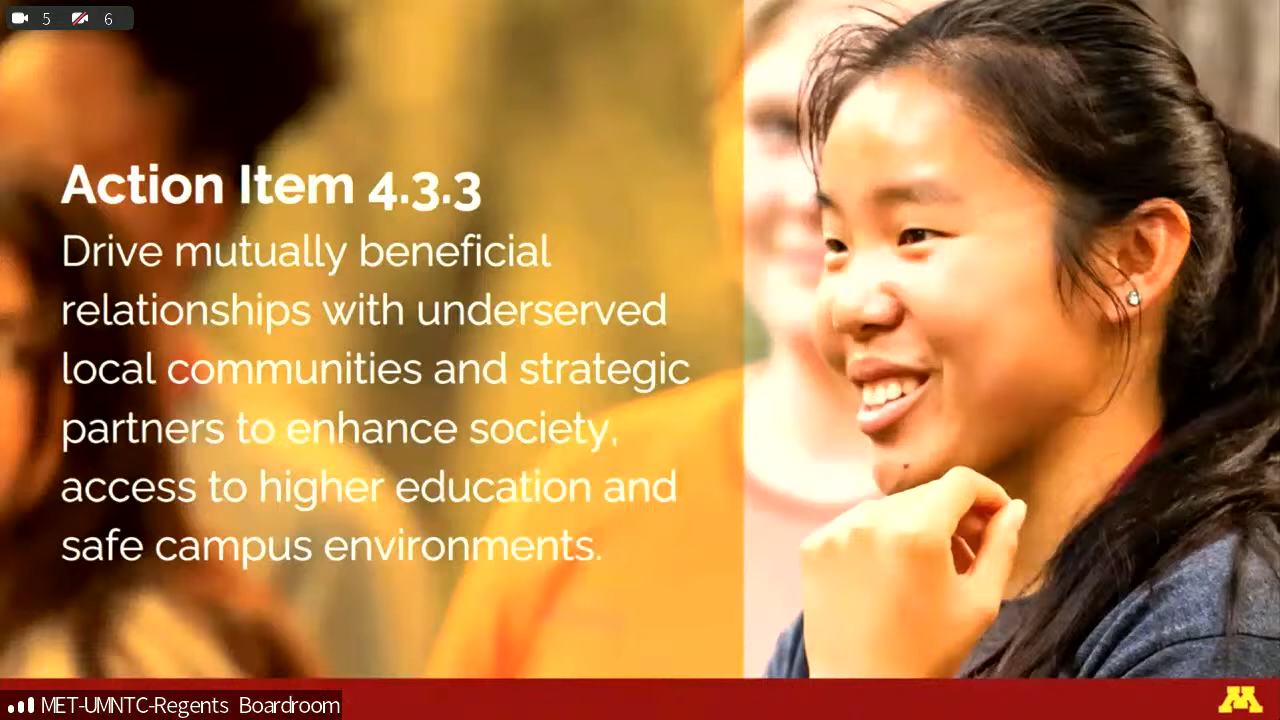 5 6
Action Item 4.3.3
Drive mutually beneficial
relationships with underserved
local communities and strategic
partners to enhance society,
access to higher education and
safe campus environments.
MET-UMNTC-Regents Boardroom
M